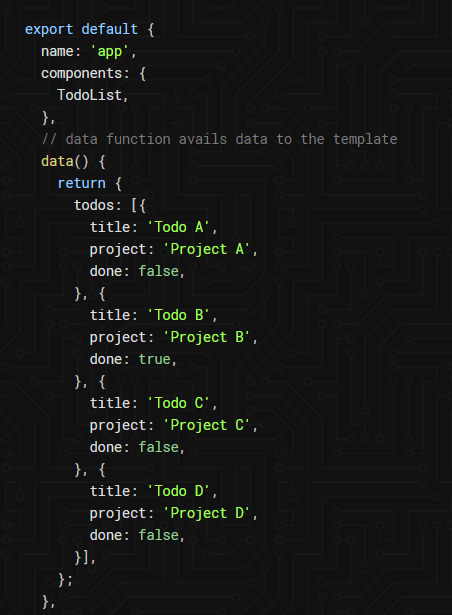 export default {
  name: 'app',
  components: {
    TodoList,
  },
  // data function avails data to the template
  data() {
    return {
      todos: [{
        title: 'Todo A',
        project: 'Project A',
        done: false,
      }, {
        title: 'Todo B',
        project: 'Project B',
        done: true,
      }, {
        title: 'Todo C',
        project: 'Project C',
        done: false,
      }, {
        title: 'Todo D',
        project: 'Project D',
        done: false,
      }],
    };
  },